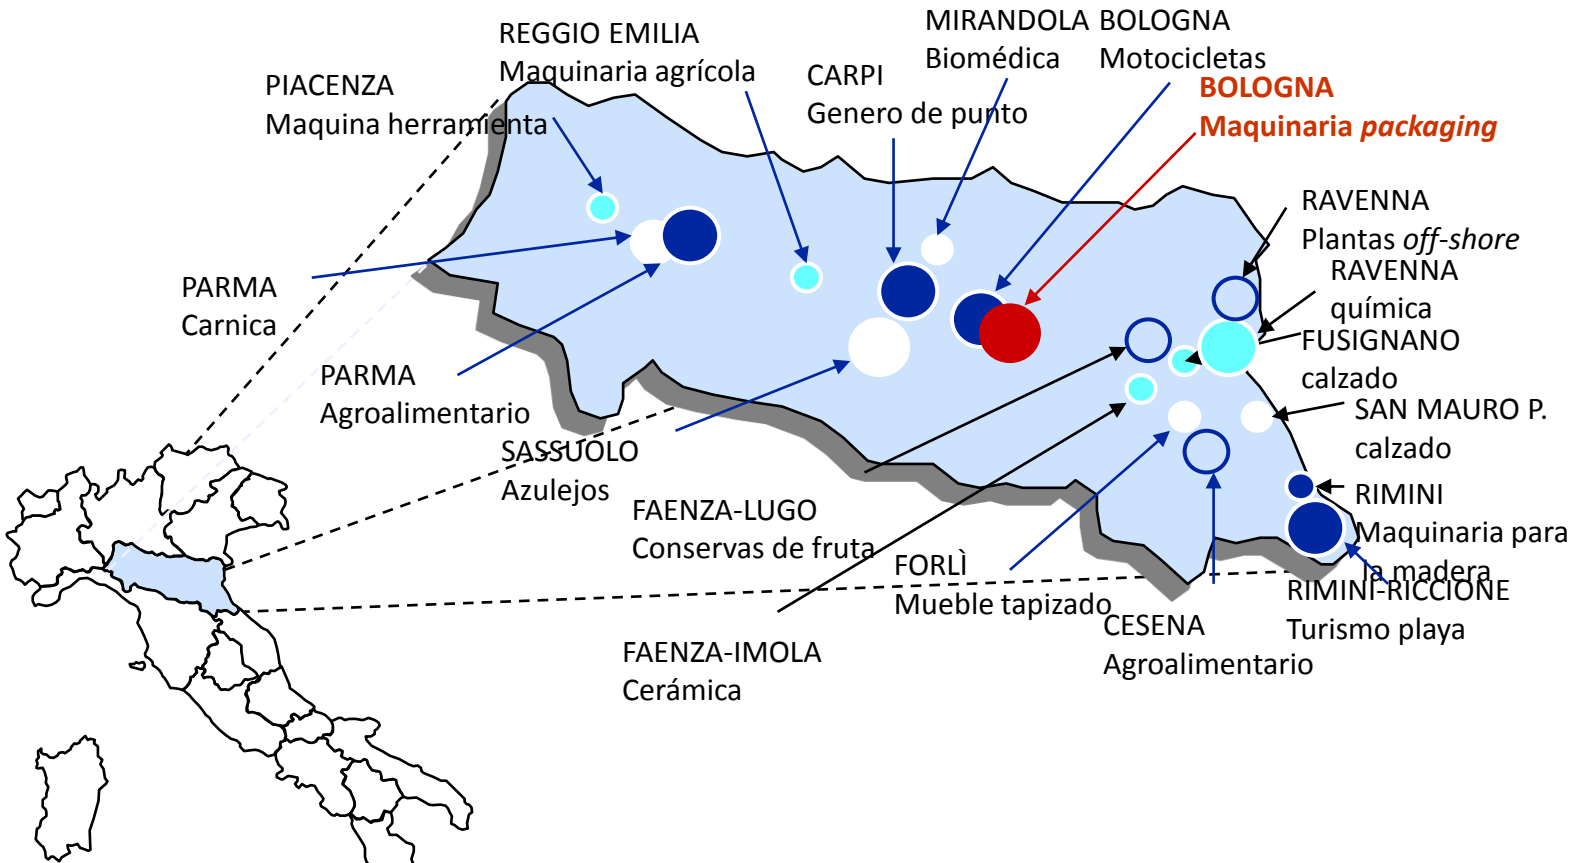 PIACENZA
Maquina herramienta
REGGIO EMILIA
Maquinaria agrícola
CARPI
Genero de punto
MIRANDOLA
Biomédica
BOLOGNA
Motocicletas
BOLOGNA
Maquinaria packaging
RAVENNA
Plantas off-shore
RAVENNA
química
FUSIGNANO
calzado
SAN MAURO P.
calzado
RIMINI
Maquinaria para
la madera
RIMINI-RICCIONE
Turismo playa
PARMA
Carnica
PARMA
Agroalimentario
SASSUOLO
Azulejos
FAENZA-LUGO
Conservas de fruta
FORLÌ
Mueble tapizado
CESENA
Agroalimentario
FAENZA-IMOLA
Cerámica